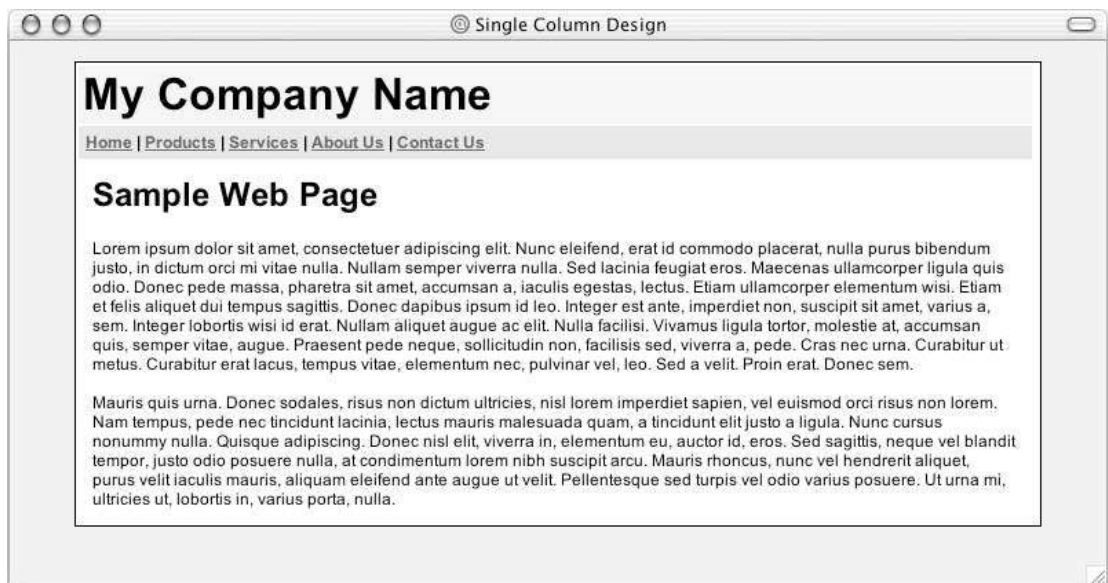 Single Column Design
My Company Name
Home | Products | Services | About Us | Contact Us
Sample Web Page
Lorem ipsum dolor sit amet, consectetuer adipiscing elit. Nunc eleifend, erat id commodo placerat, nulla purus bibendum
justo, in dictum orci mi vitae nulla. Nullam semper viverra nulla. Sed lacinia feugiat eros. Maecenas ullamcorper ligula quis
odio. Donec pede massa, pharetra sit amet, accumsan a, iaculis egestas, lectus. Etiam ullamcorper elementum wisi. Etiam
et felis aliquet dui tempus sagittis. Donec dapibus ipsum id leo. Integer est ante, imperdiet non, suscipit sit amet, varius a,
sem. Integer lobortis wisi id erat. Nullam aliquet augue ac elit. Nulla facilisi. Vivamus ligula tortor, molestie at, accumsan
quis, semper vitae, augue. Praesent pede neque, sollicitudin non, facilisis sed, viverra a, pede. Cras nec urna. Curabitur ut
metus. Curabitur erat lacus, tempus vitae, elementum nec, pulvinar vel, leo. Sed a velit. Proin erat. Donec sem.
Mauris quis urna. Donec sodales, risus non dictum ultricies, nisl lorem imperdiet sapien, vel euismod orci risus non lorem.
Nam tempus, pede nec tincidunt lacinia, lectus mauris malesuada quam, a tincidunt elit justo a ligula. Nunc cursus
nonummy nulla. Quisque adipiscing. Donec nisl elit, viverra in, elementum eu, auctor id, eros. Sed sagittis, neque vel blandit
tempor, justo odio posuere nulla, at condimentum lorem nibh suscipit arcu. Mauris rhoncus, nunc vel hendrerit aliquet,
purus velit iaculis mauris, aliquam eleifend ante augue ut velit. Pellentesque sed turpis vel odio varius posuere. Ut urna mi,
ultricies ut, lobortis in, varius porta, nulla.